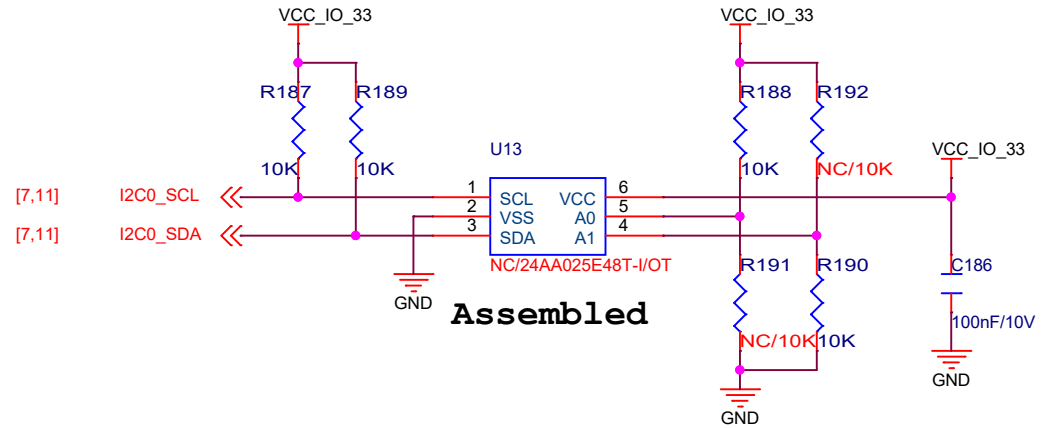 VCC_IO_33
VCC_IO_33
R187
R189
R188
R192
10K
10K
10K
NC/10K
VCC_IO_33
U13
[7,11]
I2C0_SCL
1
SCL
VCC
6
2
VSS
A0
5
[7,11]
I2C0_SDA
3
SDA
A1
4
NC/24AA025E48T-I/OT
GND
Assembled
R191
R190
C186
NC/10K
10K
100nF/10V
GND
GND